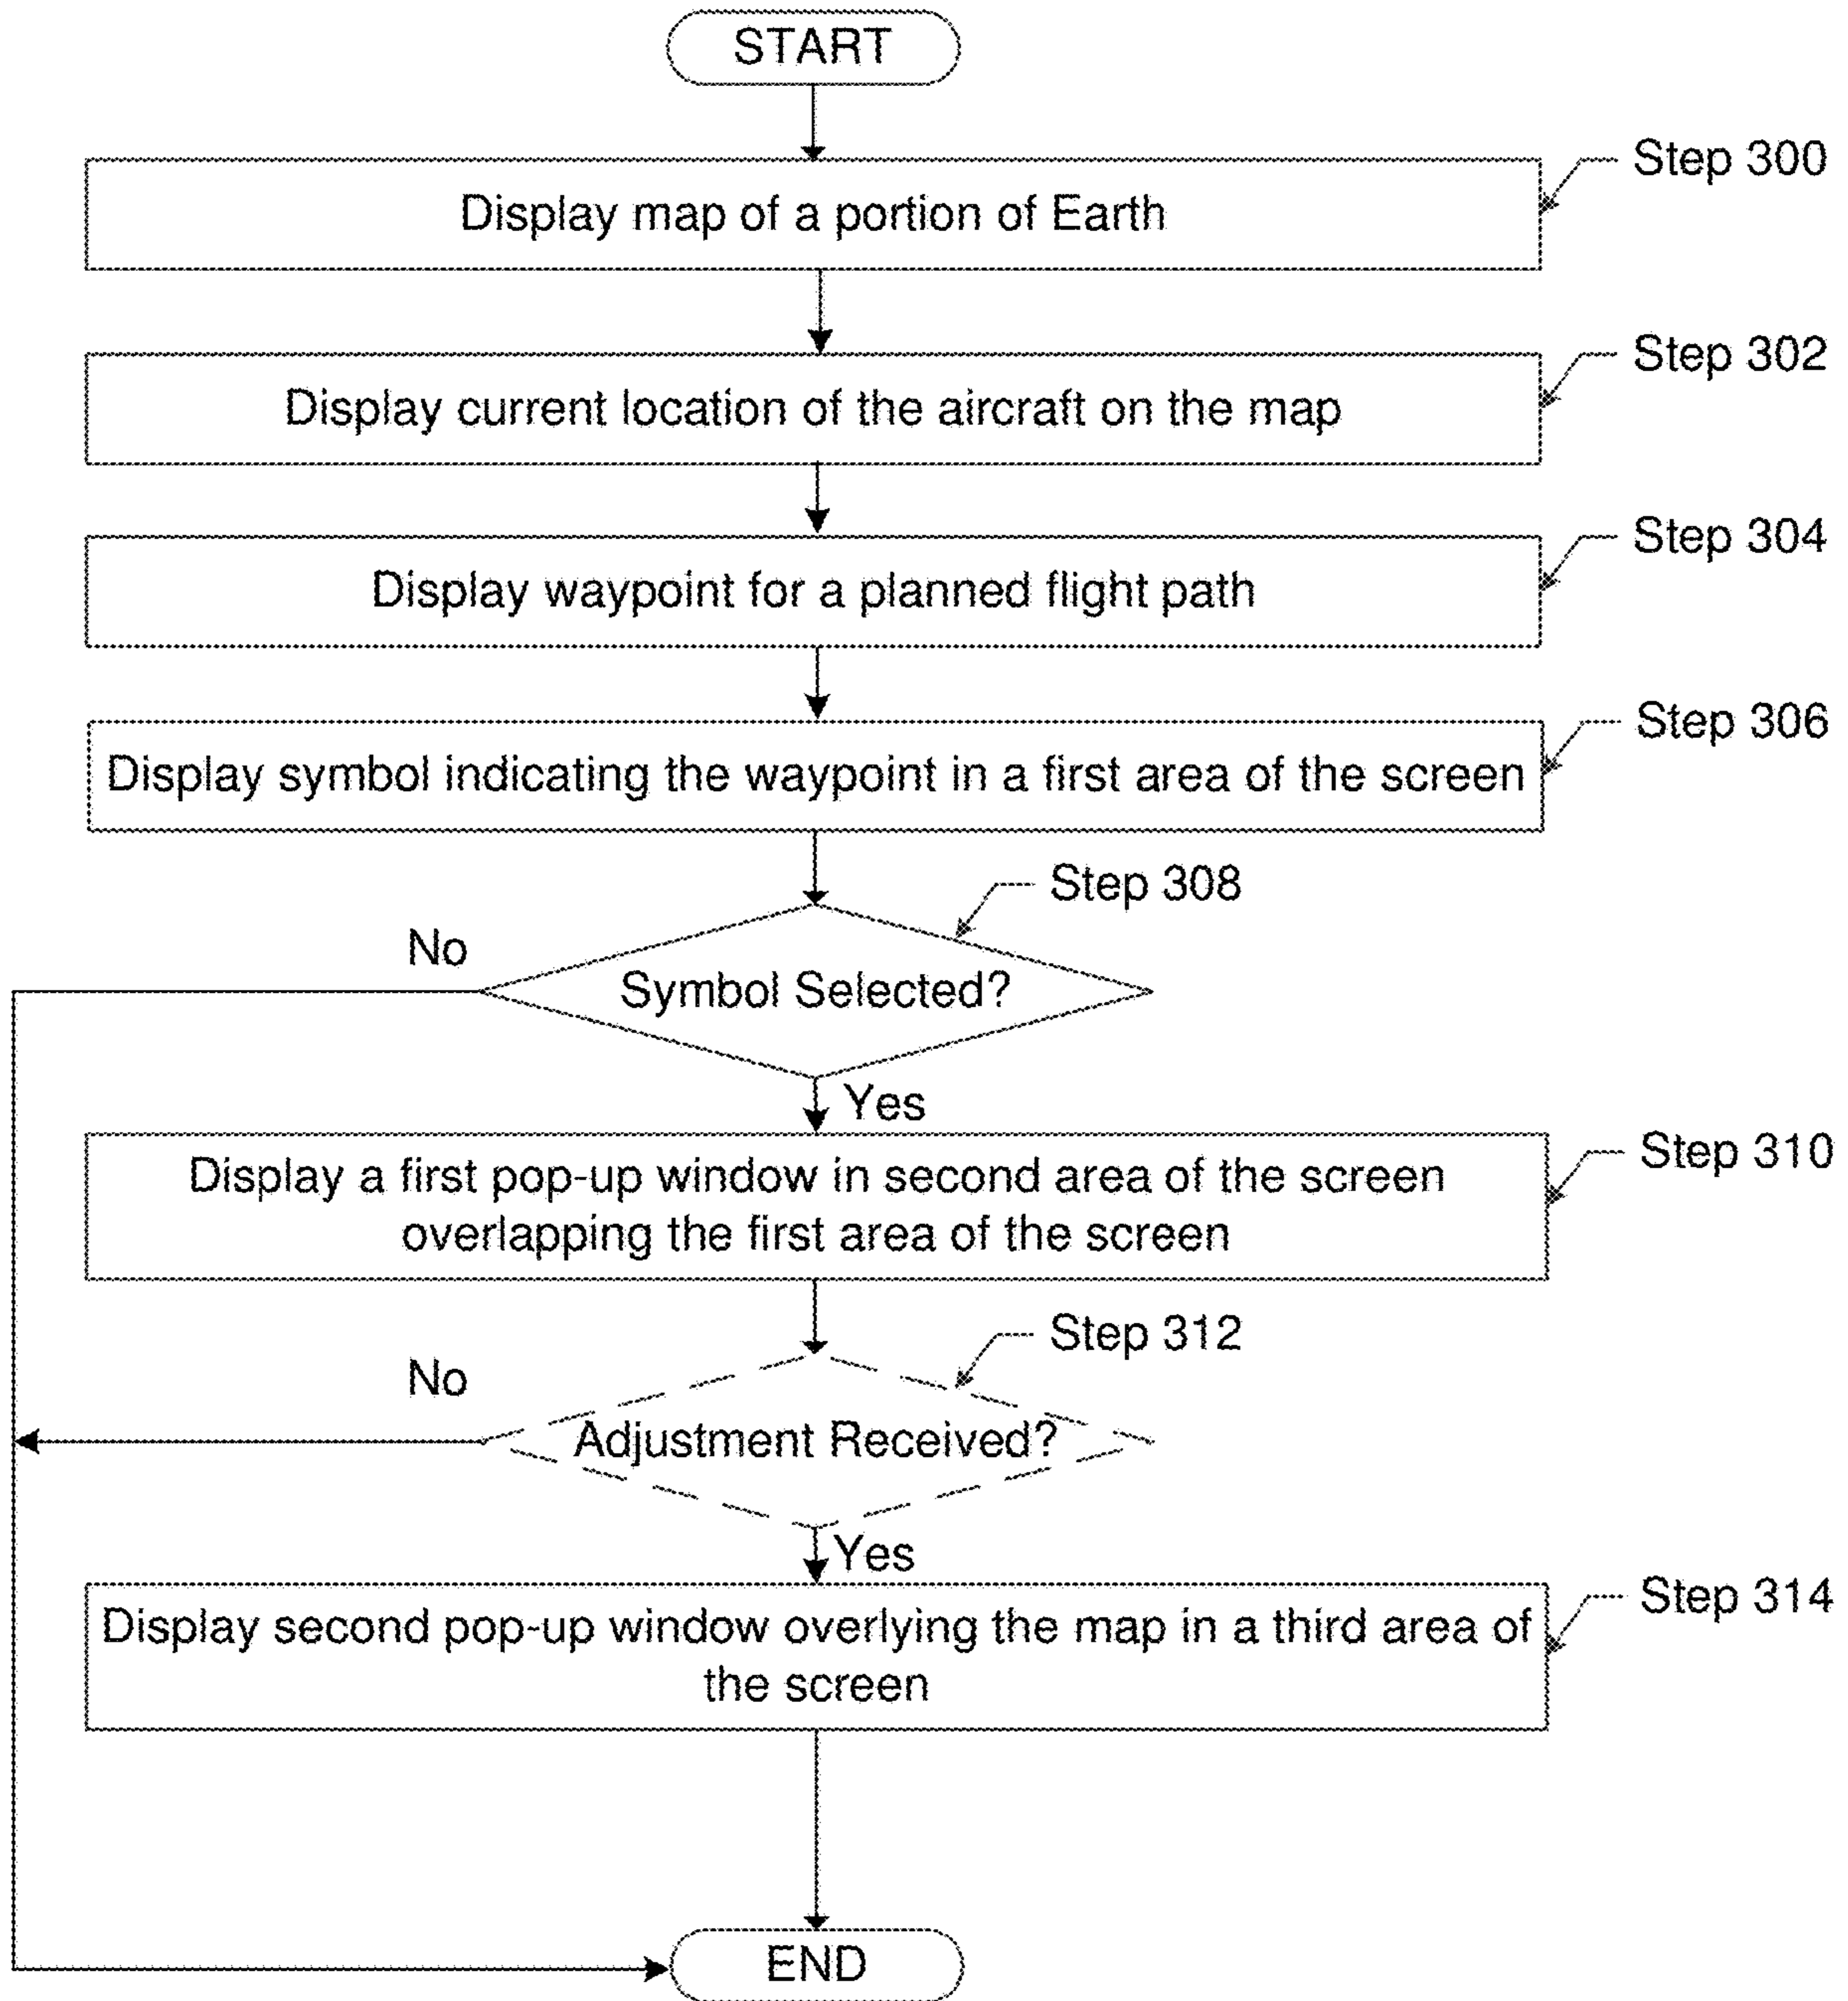 START
Step 300
Display map of a portion of Earth
Step 302
Display current location of the aircraft on the map
Step 304
Display waypoint for a planned flight path
Step 306
Display symbol indicating the waypoint in a first area of the screen
Step 308
No
Symbol Selected?
Yes
Step 310
Display a first pop-up window in second area of the screen
overlapping the first area of the screen
Step 312
No
Adjustment Received?
Yes
Step 314
Display second pop-up window overlying the map in a third area of
the screen
END